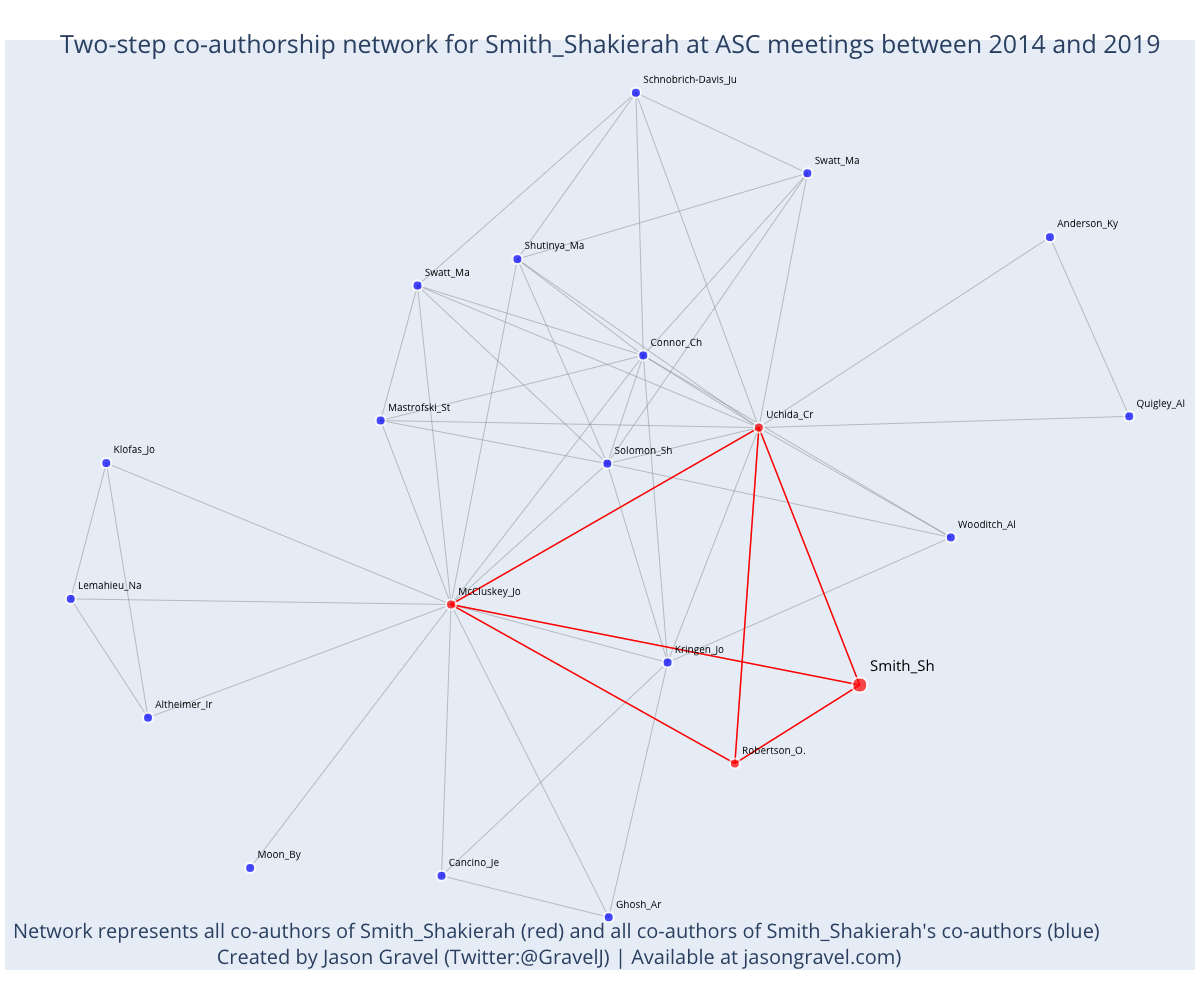 Two-step co-authorship network for Smith_Shakierah at ASC meetings between 2014 and 2019
Schnobrich-Davis_Ju
Swatt_Ma
Anderson_Ky
Shutinya_Ma
Swatt_Ma
Connor_Ch
Quigley_Al
Mastrofski_St
Uchida_Cr
Klofas_Jo
Solomon_Sh
Wooditch_Al
Lemahieu_Na
McCluskey_Jo
Kringen_Jo
Smith_Sh
Altheimer_Ir
Robertson_O.
Moon_By
Cancino_Je
Ghosh_Ar
Network represents all co-authors of Smith_Shakierah (red) and all co-authors of Smith_Shakierah's co-authors (blue)
Created by Jason Gravel (Twitter:@GravelJ) | Available at jasongravel.com)